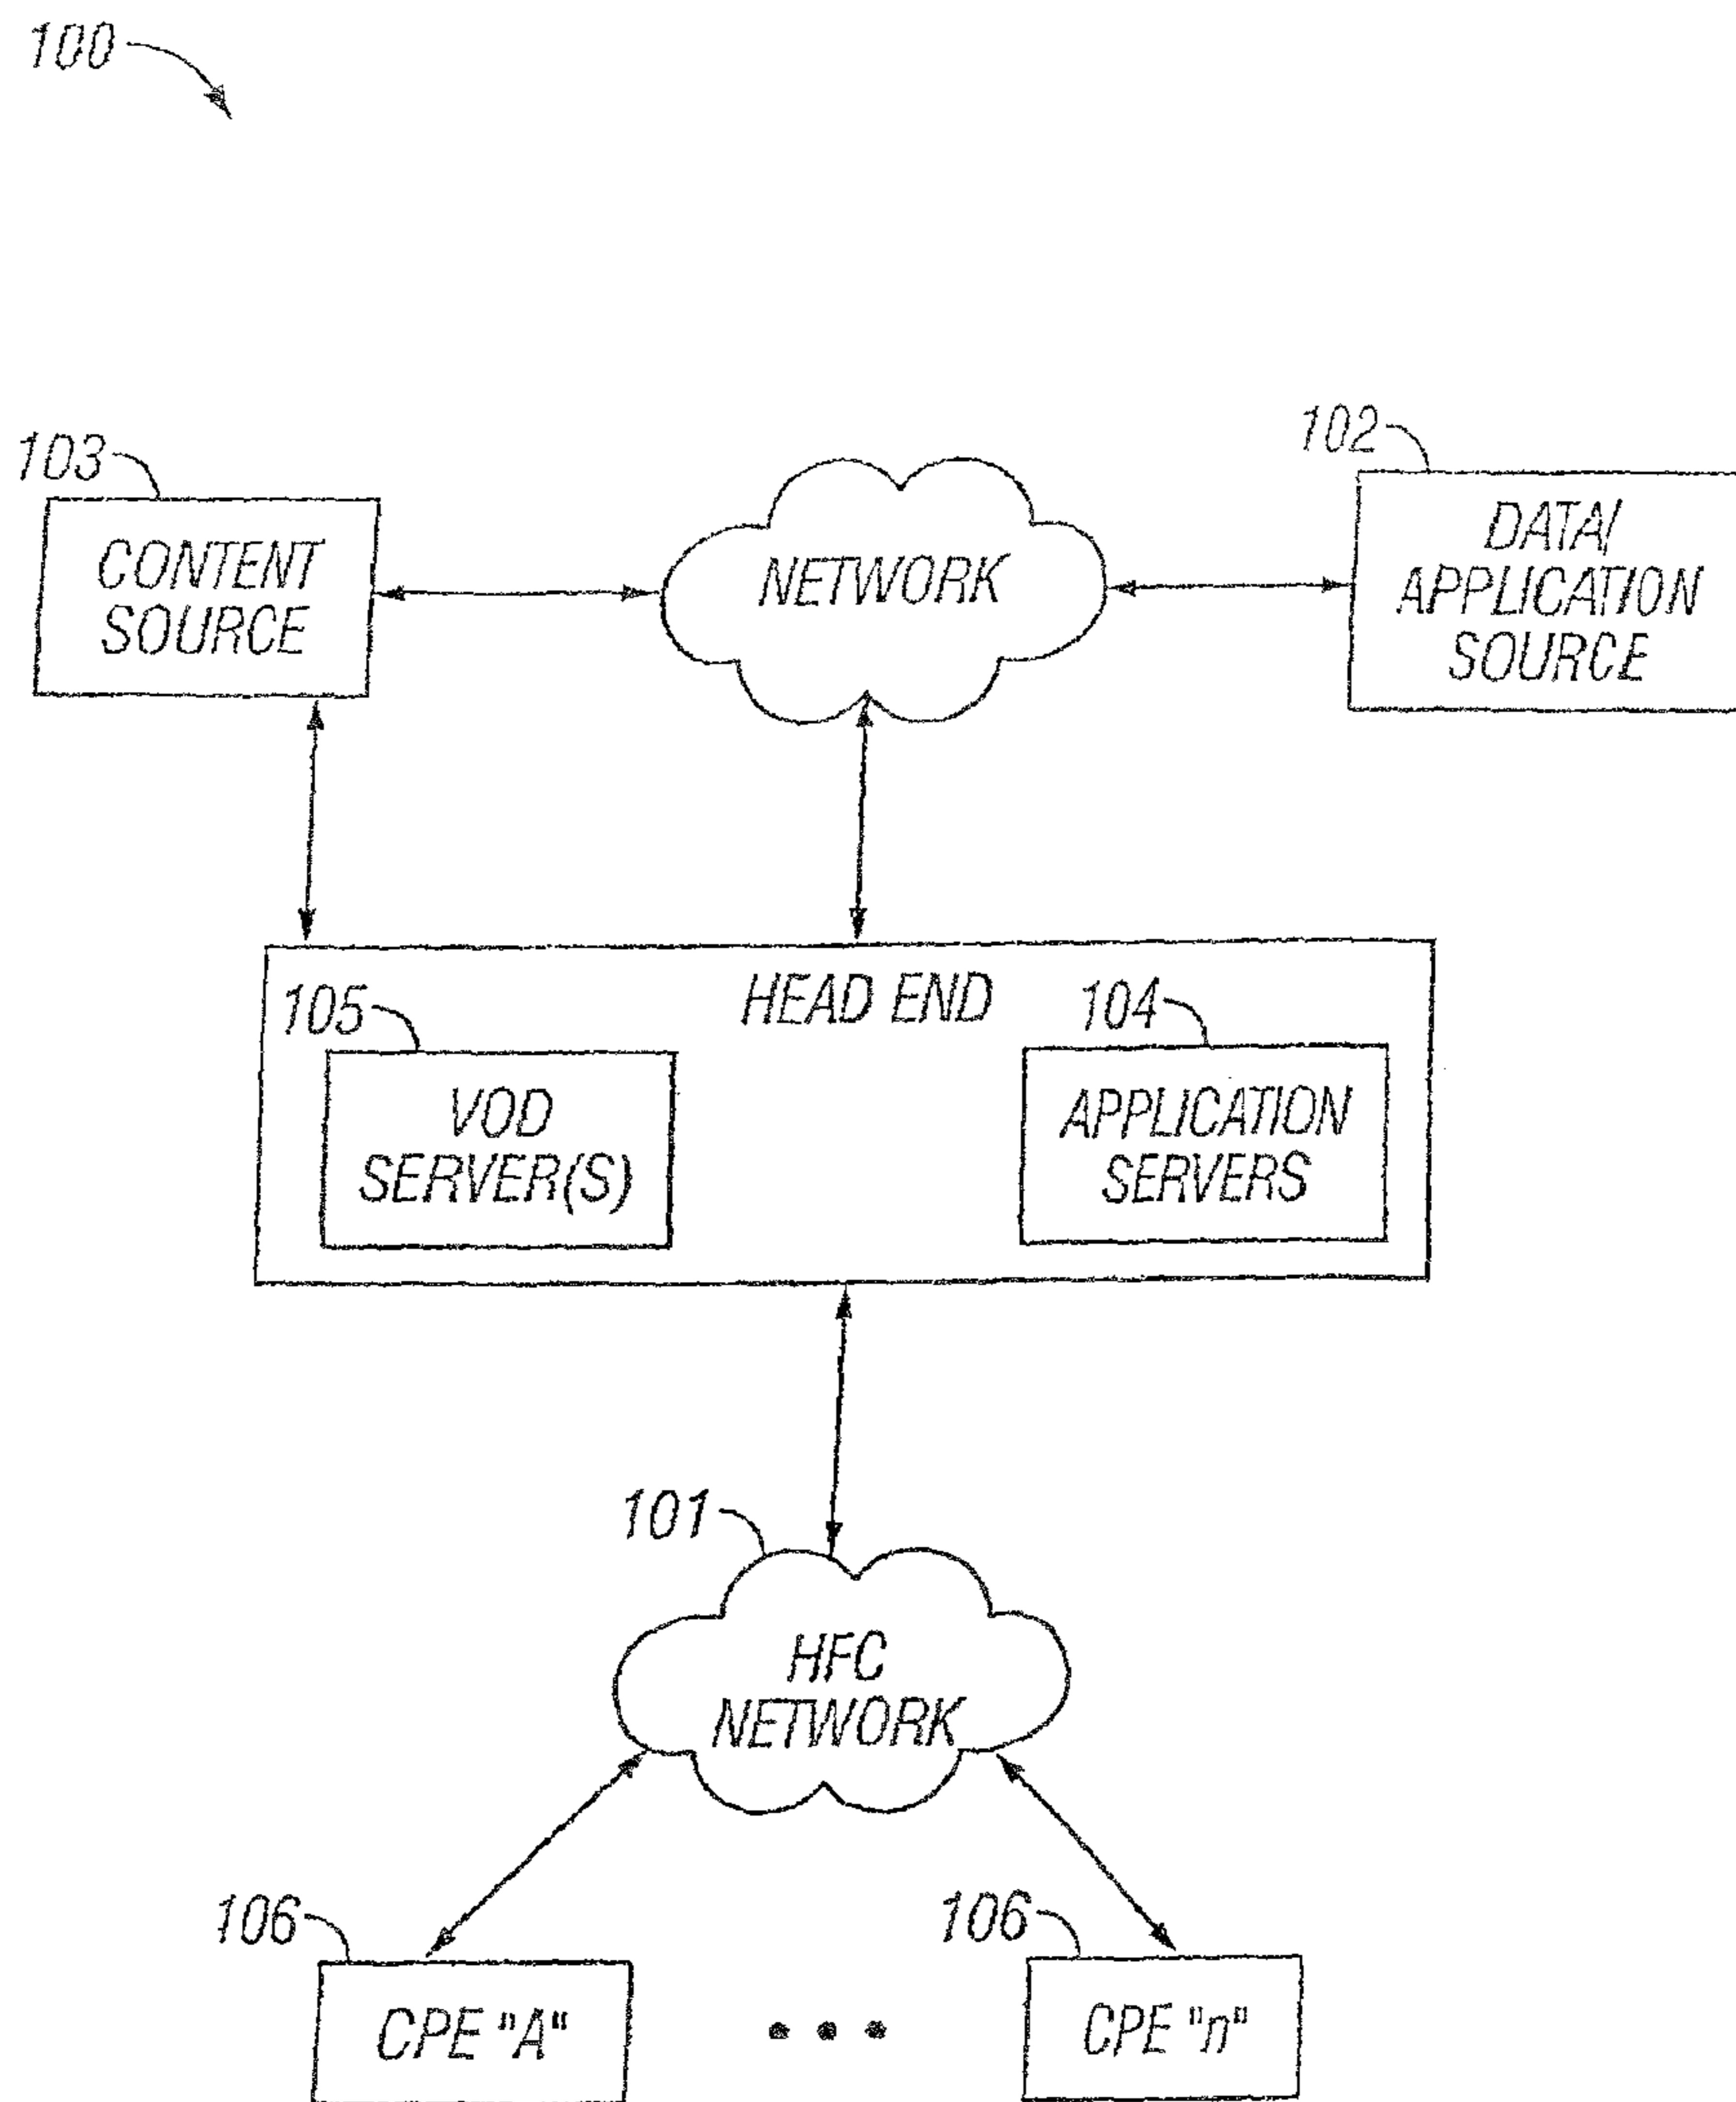 100
103
CONTENT
SOURCE
NETWORK
102
DATA/
APPLICATION
SOURCE
HEAD END
105
VOD
SERVER(S)
104
APPLICATION
SERVERS
101
HFC
NETWORK
106
CPE "A"
106
CPE "n"